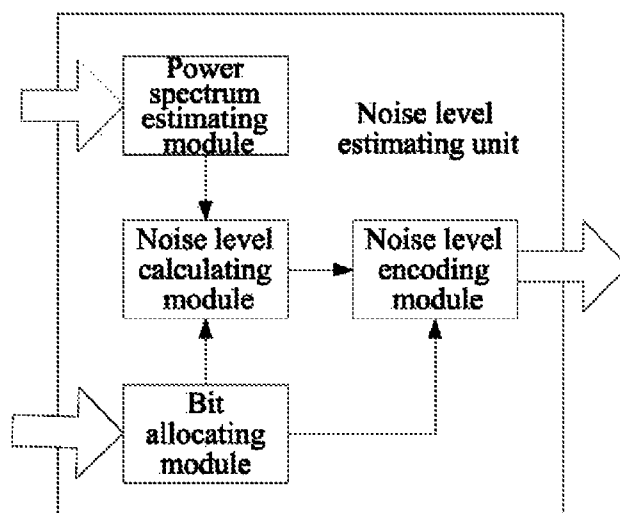 Power
spectrum
estimating
module
Noise level
estimating unit
Noise level
calculating
module
Noise level
encoding
module
Bit
allocating
module